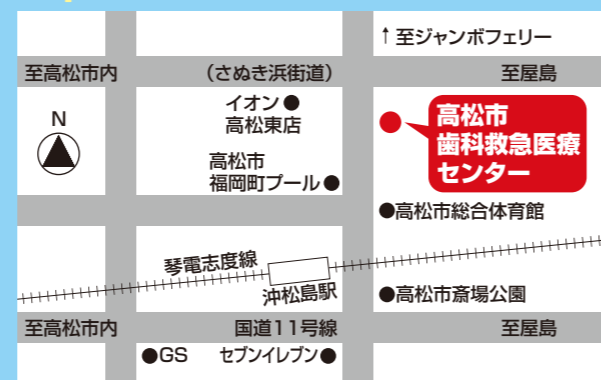 ↑至ジャンボフェリー
至高松市内
(さぬき浜街道)
至屋島
N
イオン●
高松東店
高松市
福岡町プール●
高松市
歯科救急医療
センター
●高松市総合体育館
琴電志度線
沖松島駅
●高松市斎場公園
至高松市内
国道11号線
至屋島
●GS
セブンイレブン●